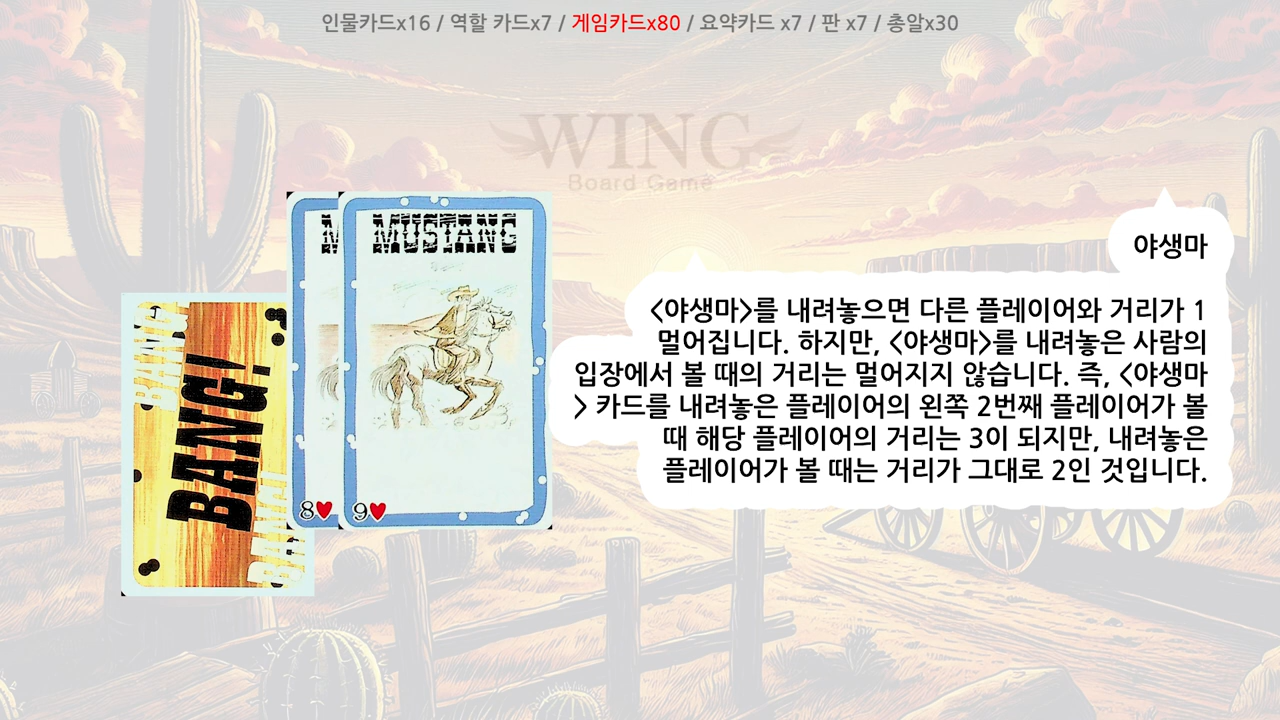 인물카드x16 / 역할 카드x7 / 게임카드x80 / 요약카드 x7 / 판 x7 / 총알x30
WING
Board Game
야생마
<야생마>를 내려놓으면 다른 플레이어와 거리가 1
멀어집니다. 하지만, <야생마>를 내려놓은 사람의
입장에서 볼 때의 거리는 멀어지지 않습니다. 즉, <야생마
> 카드를 내려놓은 플레이어의 왼쪽 2번째 플레이어가 볼
때 해당 플레이어의 거리는 3이 되지만, 내려놓은
플레이어가 볼 때는 거리가 그대로 2인 것입니다.
M
MUSTANG
8♥
9♥
BANG
BANG!
BANG